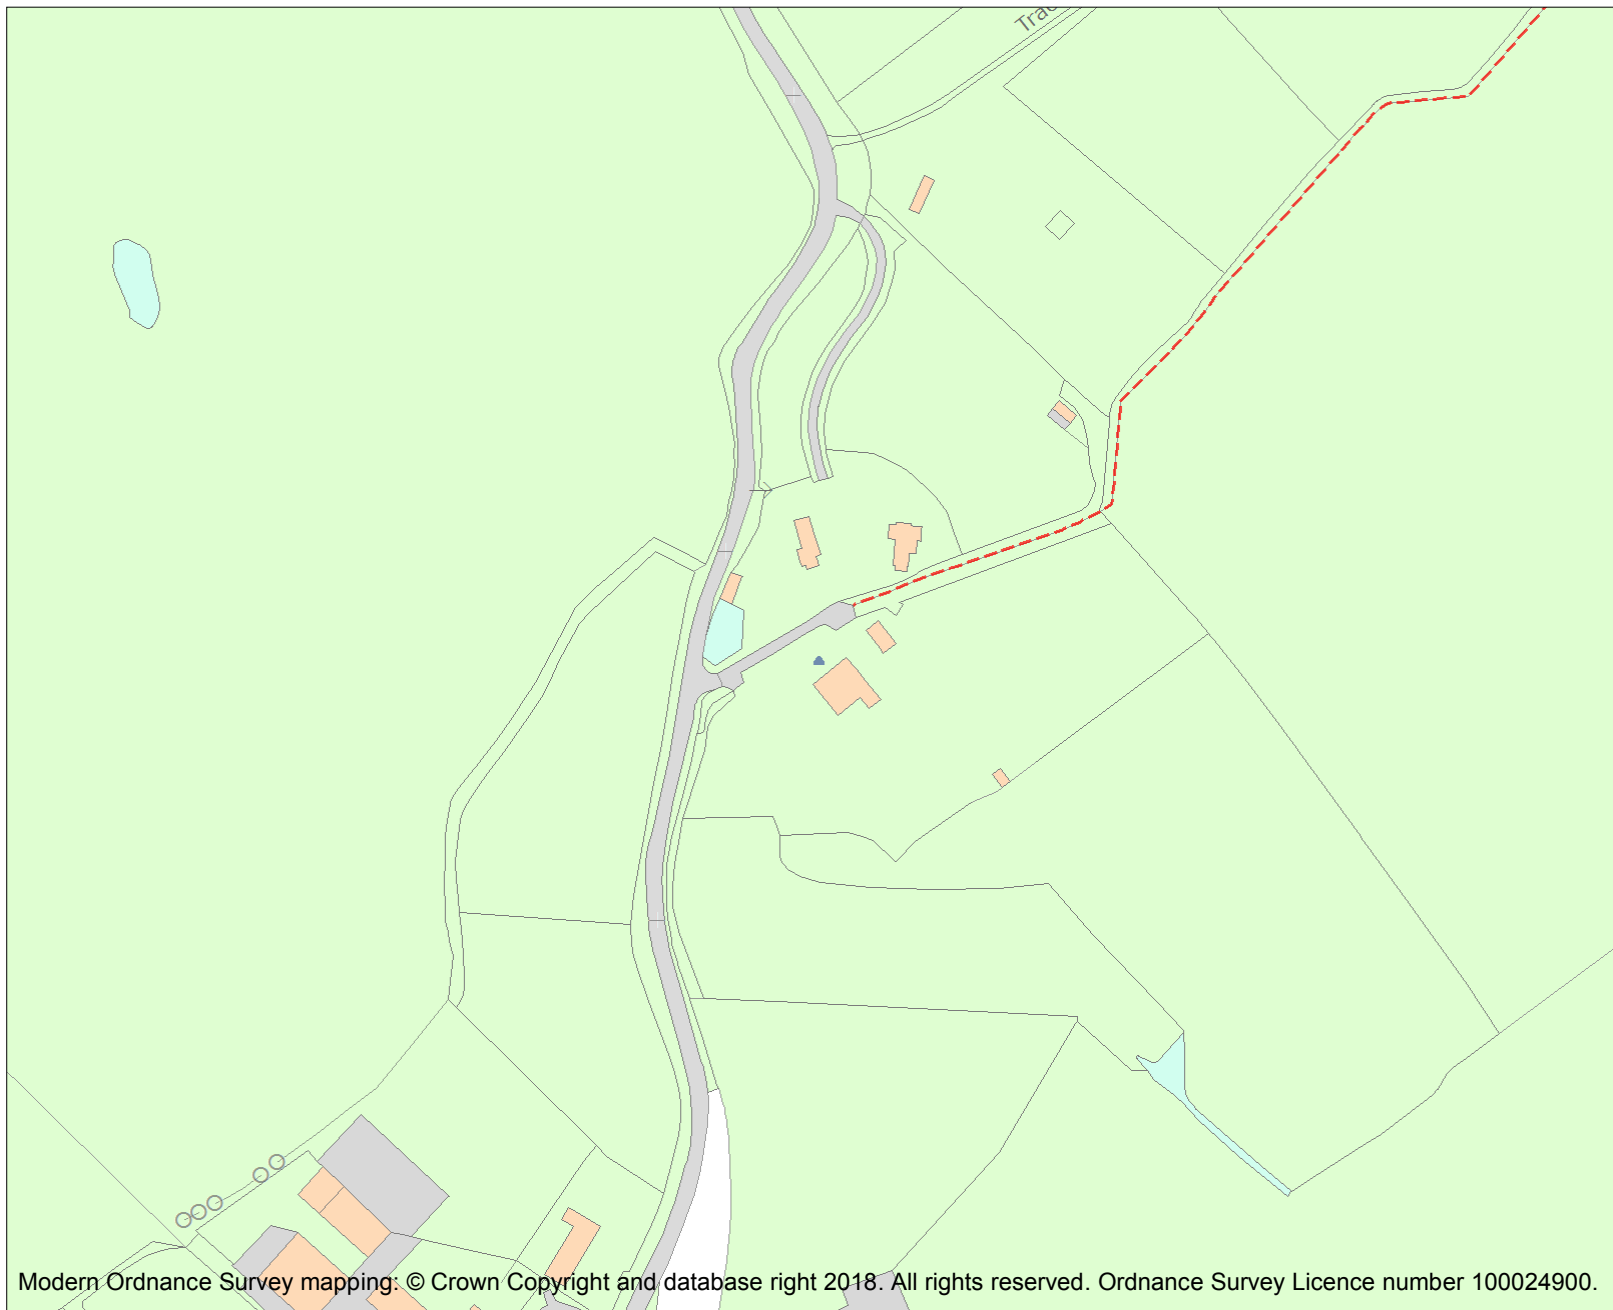 Modern Ordnance Survey mapping: © Crown Copyright and database right 2018. All rights reserved. Ordnance Survey Licence number 100024900.